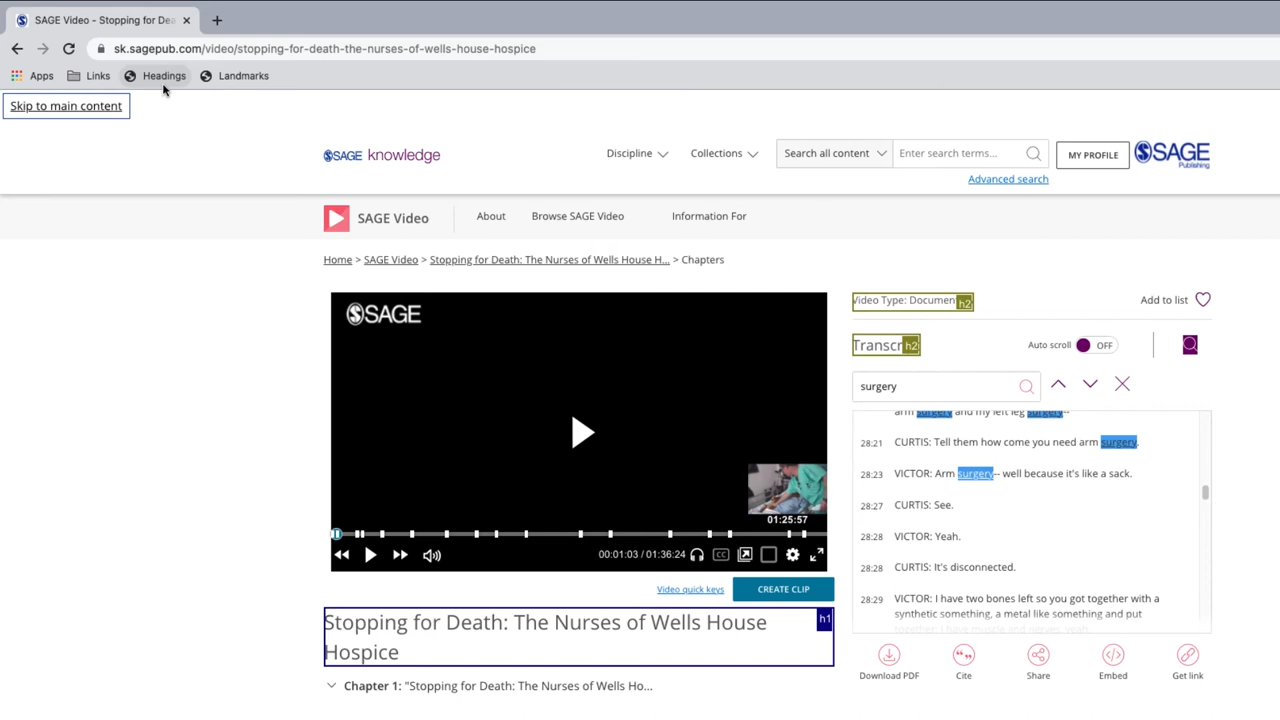 SAGE Video - Stopping for Dea
sk.sagepub.com/video/stopping-for-death-the-nurses-of-wells-house-hospice
Apps Links Headings Landmarks
Skip to main content
SAGE knowledge
Discipline Collections Search all content Enter search terms... MY PROFILE SAGE Publishing
Advanced search
SAGE Video About Browse SAGE Video Information For
Home > SAGE Video > Stopping for Death: The Nurses of Wells House H... > Chapters
SAGE
01:25:57
00:01:03 / 01:36:24 CC
Video quick keys CREATE CLIP
Stopping for Death: The Nurses of Wells House h1
Hospice
Chapter 1: "Stopping for Death: The Nurses of Wells Ho...
Video Type: Documen h2 Add to list
Transcr h2 Auto scroll OFF
surgery
arm surgery and my left leg surgery--
28:21 CURTIS: Tell them how come you need arm surgery.
28:23 VICTOR: Arm surgery-- well because it's like a sack.
28:27 CURTIS: See.
28:28 VICTOR: Yeah.
28:28 CURTIS: It's disconnected.
28:29 VICTOR: I have two bones left so you got together with a
synthetic something, a metal like something and put
together; I have muscle and nerves, yeah.
Download PDF Cite Share Embed Get link